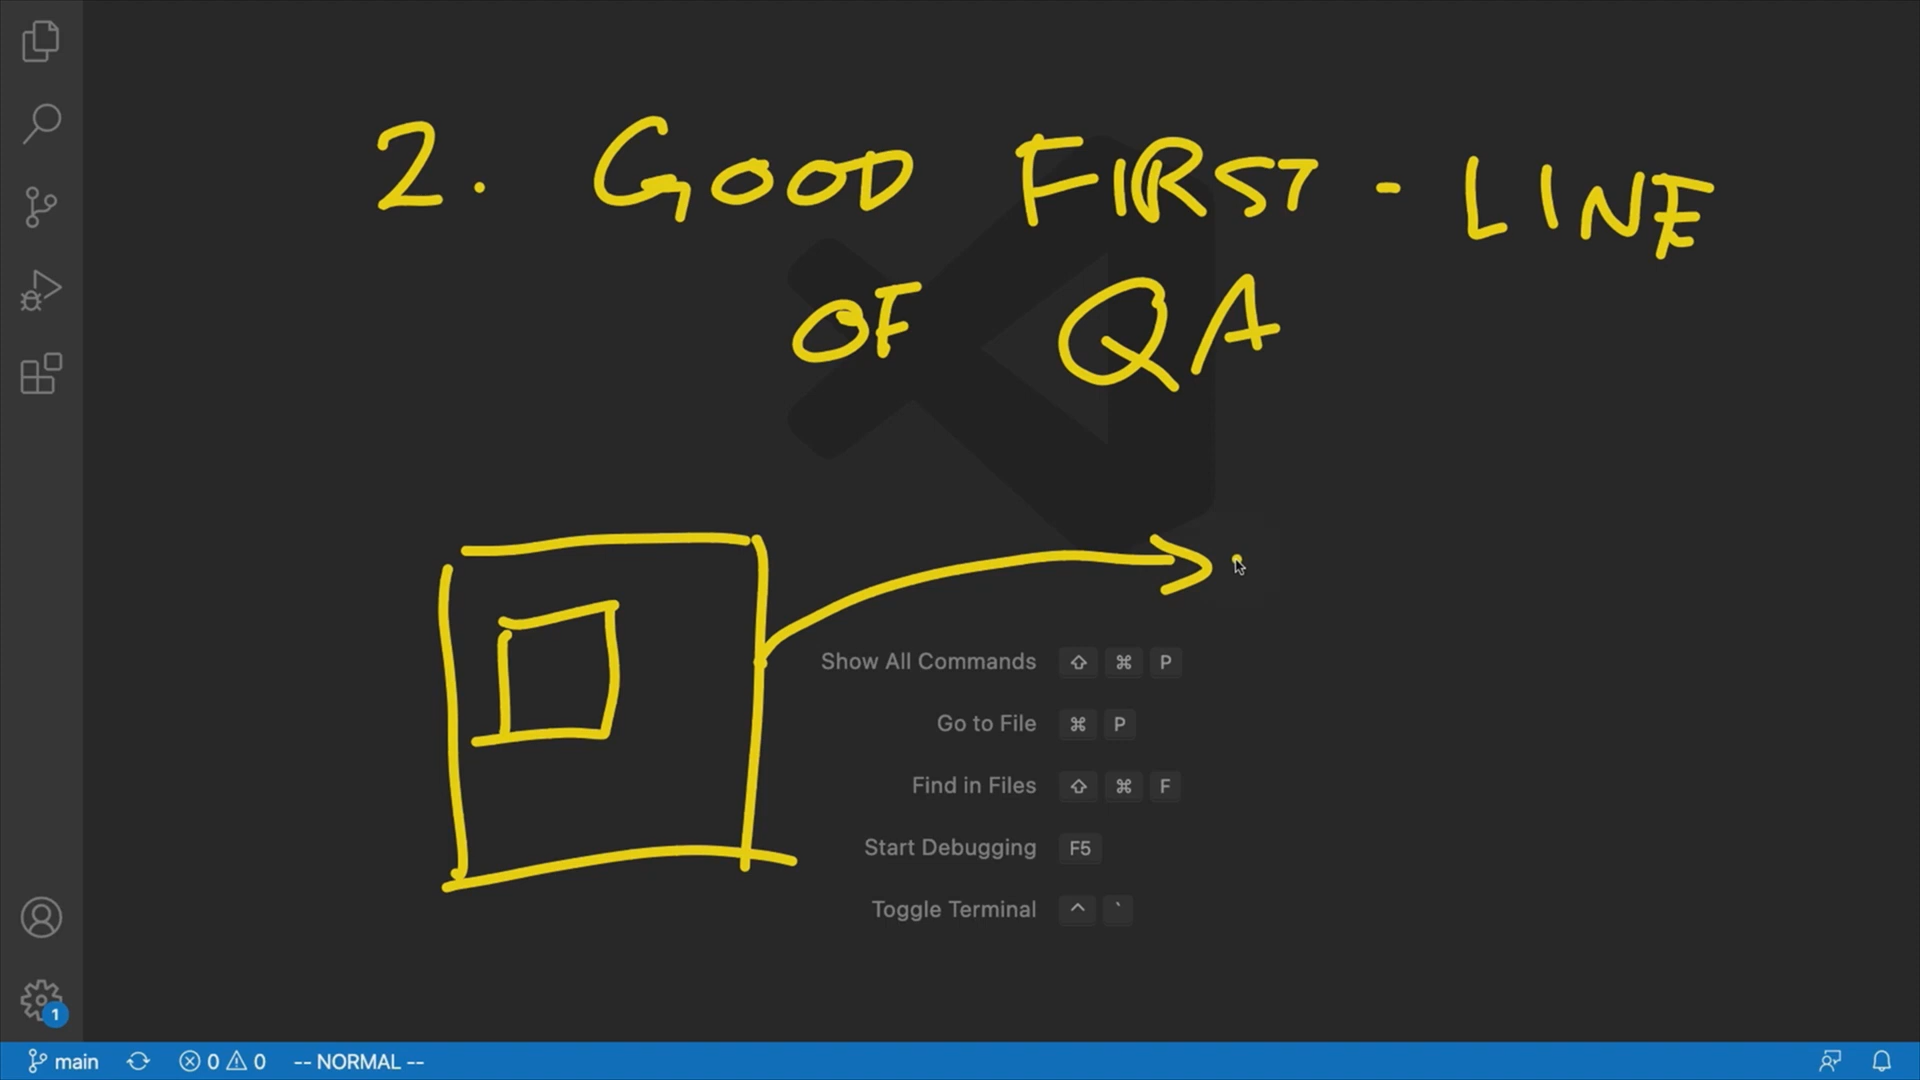 2. GOOD FIRST-LINE
OF QA
Show All Commands ⇧ ⌘ P
Go to File ⌘ P
Find in Files ⇧ ⌘ F
Start Debugging F5
Toggle Terminal ^ `
1
main 0 0 -- NORMAL --